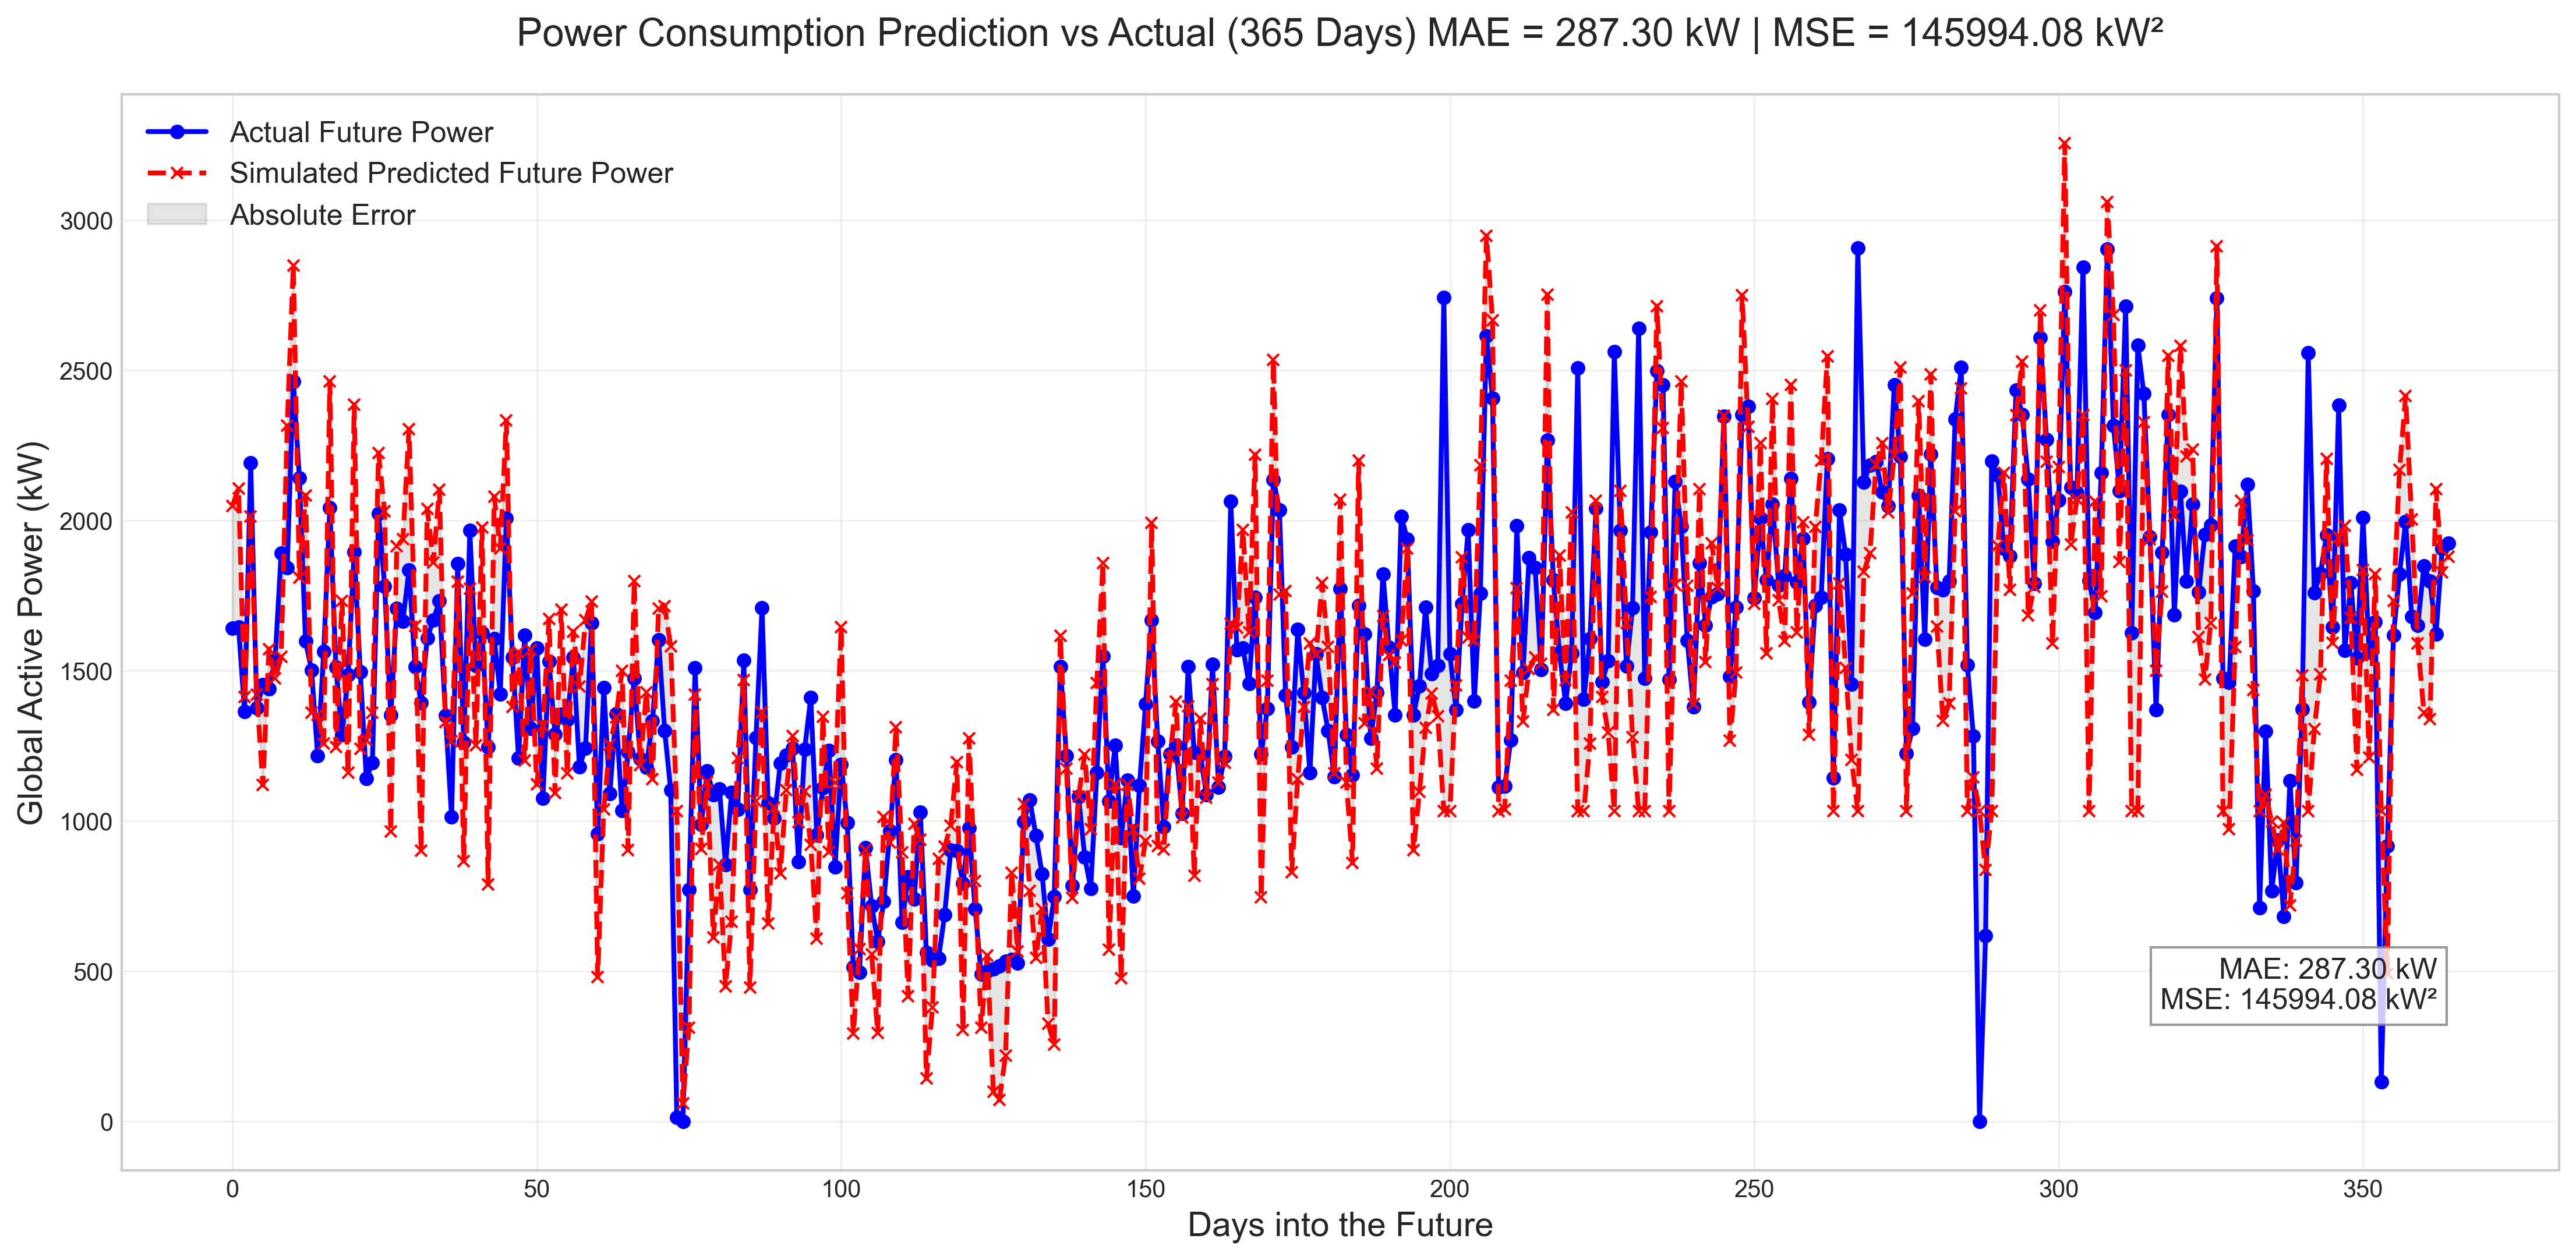 Power Consumption Prediction vs Actual (365 Days) MAE = 287.30 kW | MSE = 145994.08 kW²
Actual Future Power
Simulated Predicted Future Power
Absolute Error
Global Active Power (kW)
3000
2500
2000
1500
1000
500
0
MAE: 287.30 kW
MSE: 145994.08 kW²
0 50 100 150 200 250 300 350
Days into the Future